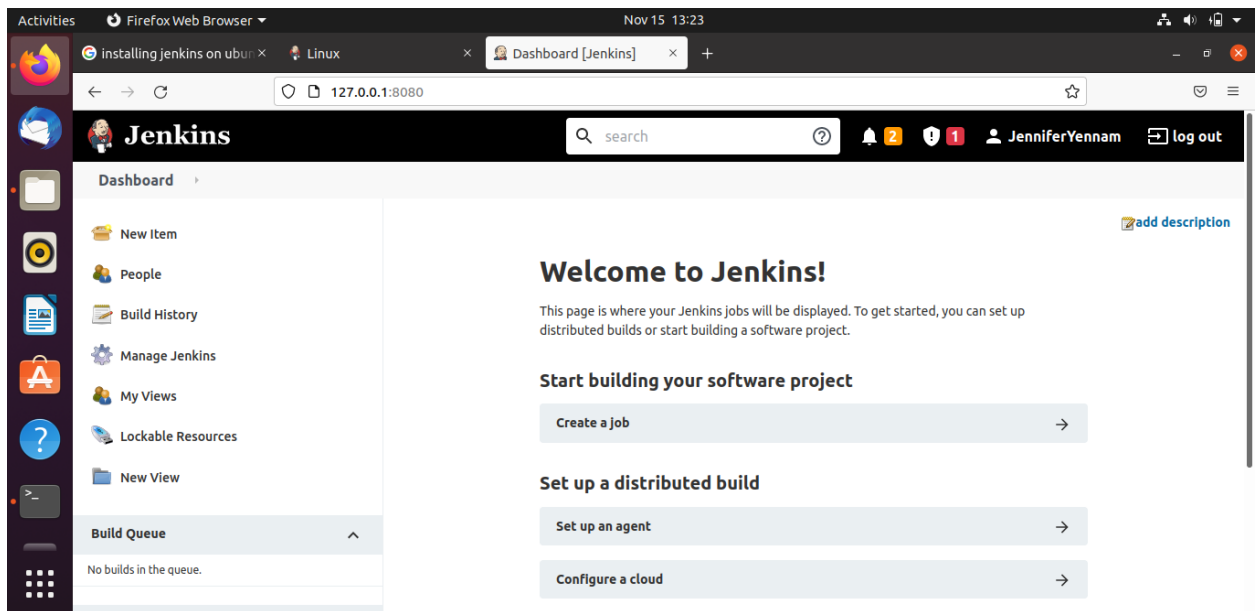 Activities
Firefox Web Browser
Nov 15 13:23
installing jenkins on ubun
Linux
Dashboard [Jenkins]
127.0.0.1:8080
Jenkins
search
2
1
JenniferYennam
log out
Dashboard
add description
New Item
People
Build History
Manage Jenkins
My Views
Lockable Resources
New View
Build Queue
No builds in the queue.
Welcome to Jenkins!
This page is where your Jenkins jobs will be displayed. To get started, you can set up
distributed builds or start building a software project.
Start building your software project
Create a job
Set up a distributed build
Set up an agent
Configure a cloud